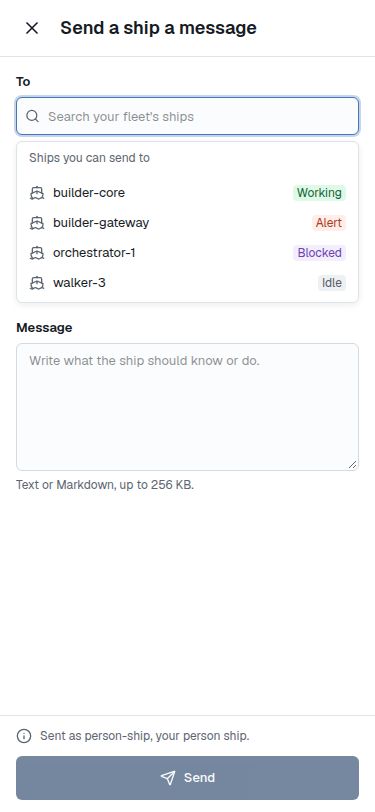 Send a ship a message
To
Search your fleet's ships
Ships you can send to
builder-core Working
builder-gateway Alert
orchestrator-1 Blocked
walker-3 Idle
Message
Write what the ship should know or do.
Text or Markdown, up to 256 KB.
Sent as person-ship, your person ship.
Send